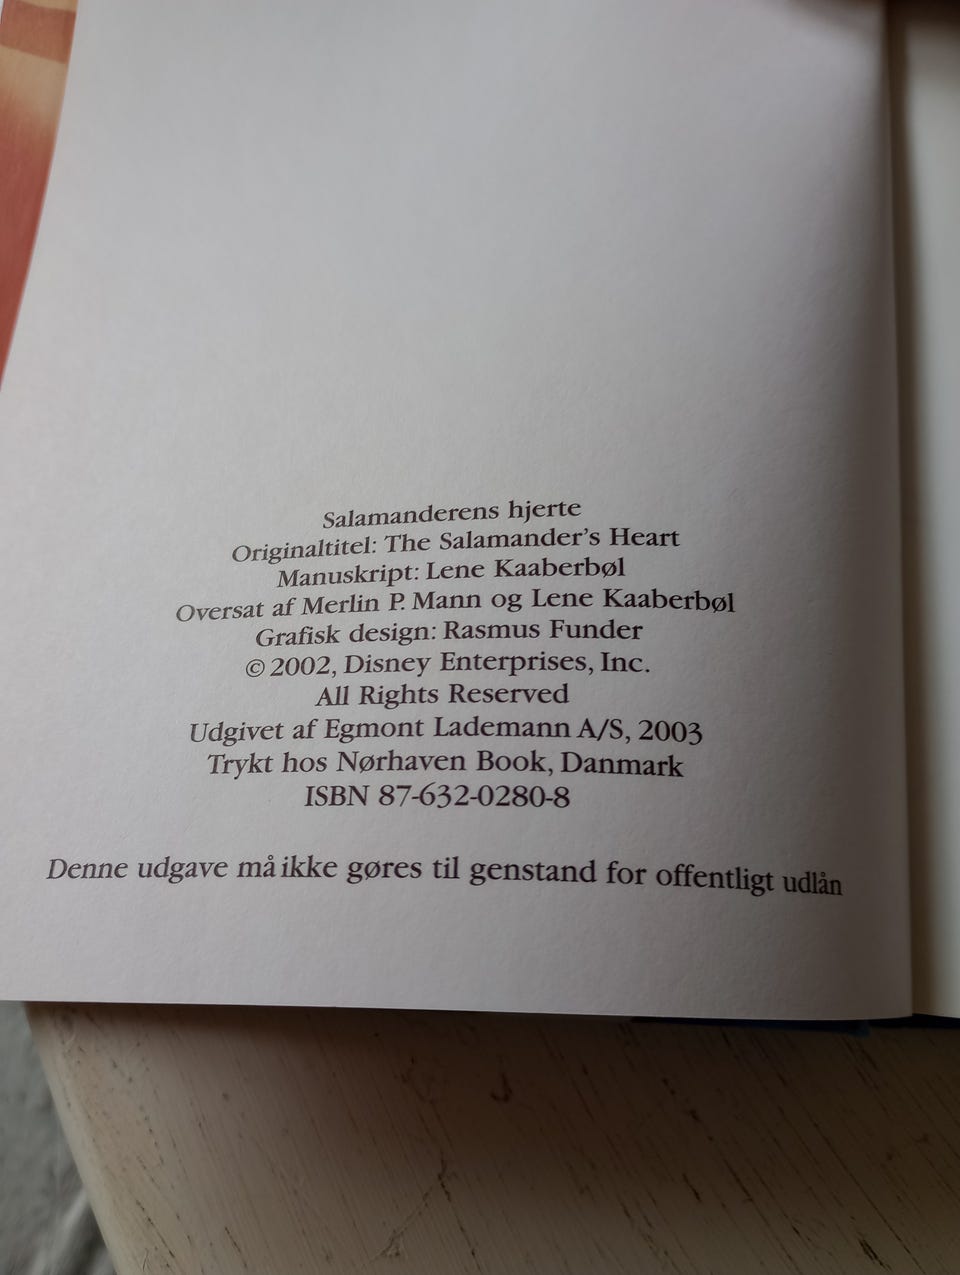 Salamanderens hjerte
Originaltitel: The Salamander's Heart
Manuskript: Lene Kaaberbøl
Oversat af Merlin P. Mann og Lene Kaaberbøl
Grafisk design: Rasmus Funder
© 2002, Disney Enterprises, Inc.
All Rights Reserved
Udgivet af Egmont Lademann A/S, 2003
Trykt hos Nørhaven Book, Danmark
ISBN 87-632-0280-8
Denne udgave må ikke gøres til genstand for offentligt udlån